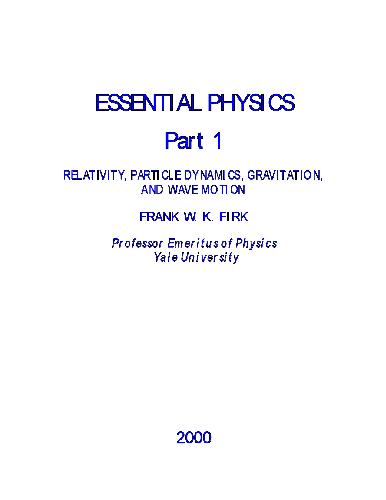 ESSENTIAL PHYSICS
Part 1
RELATIVITY, PARTICLE DYNAMICS, GRAVITATION,
AND WAVE MOTION
FRANK W. K. FIRK
Professor Emeritus of Physics
Yale University
2000